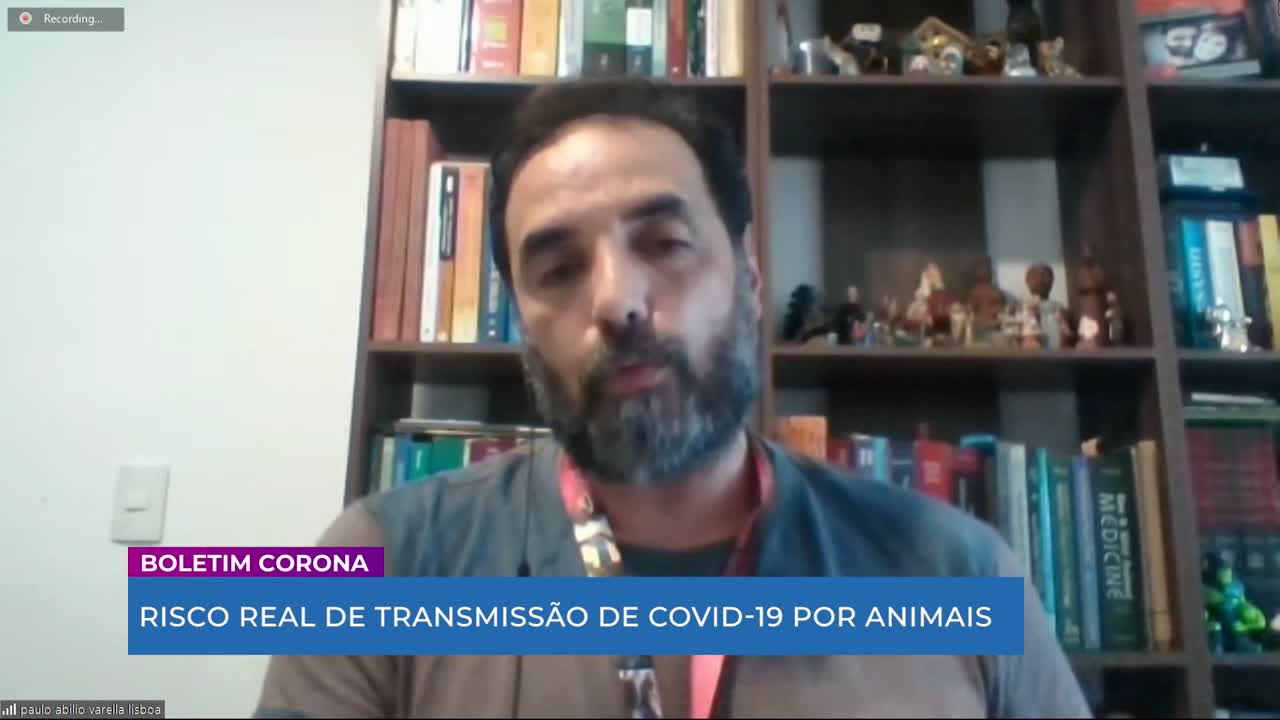 Recording...
MEDICINE
BOLETIM CORONA
RISCO REAL DE TRANSMISSÃO DE COVID-19 POR ANIMAIS
paulo abilio varella lisboa